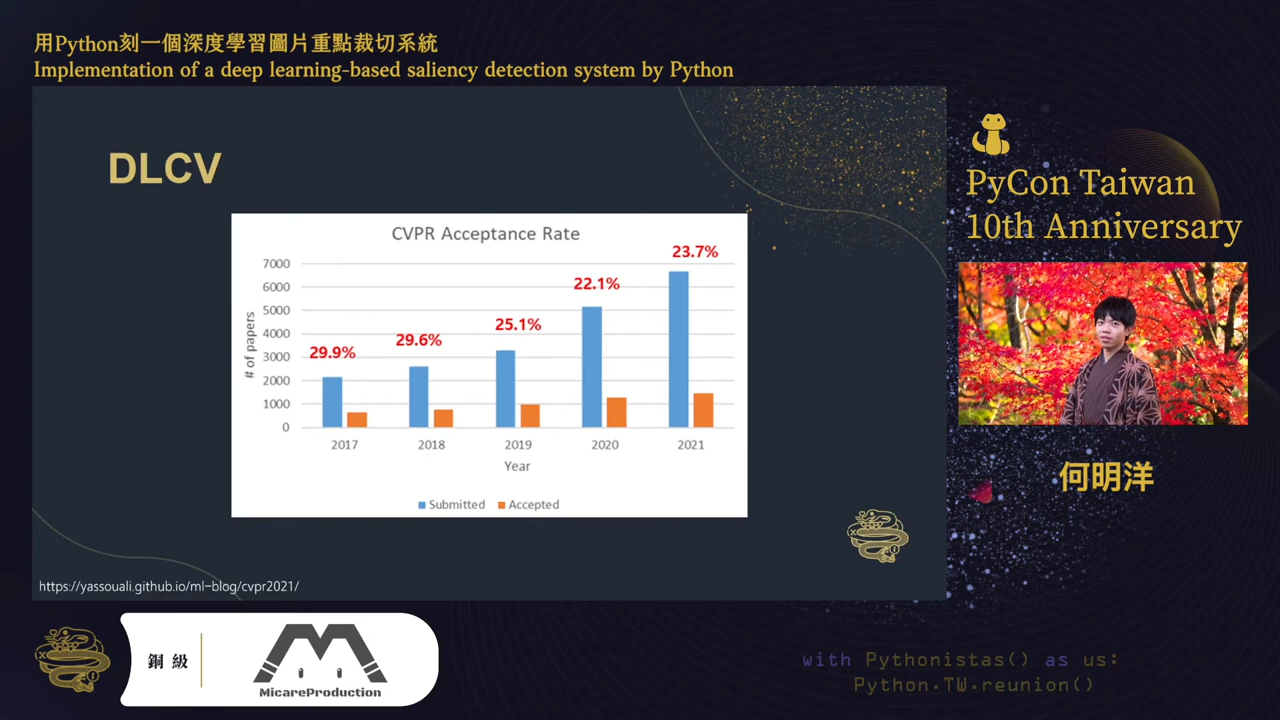 用Python刻一個深度學習圖片重點裁切系統
Implementation of a deep learning-based saliency detection system by Python
DLCV
CVPR Acceptance Rate
# of papers
7000
6000
5000
4000
3000
2000
1000
0
29.9%
29.6%
25.1%
22.1%
23.7%
2017 2018 2019 2020 2021
Year
Submitted Accepted
https://yassouali.github.io/ml-blog/cvpr2021/
PyCon Taiwan
10th Anniversary
何明洋
銅級
MicareProduction
with Pythonistas() as us:
Python.TW.reunion()